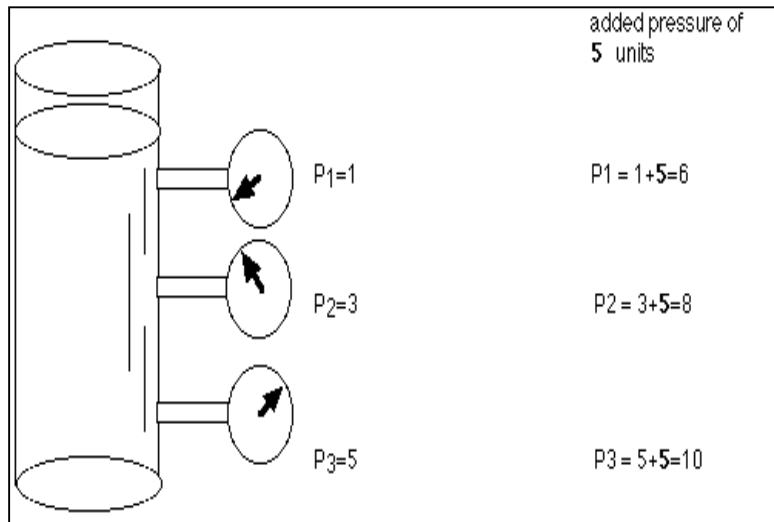 added pressure of
5 units
P1=1
P1 = 1+5=6
P2=3
P2 = 3+5=8
P3=5
P3 = 5+5=10